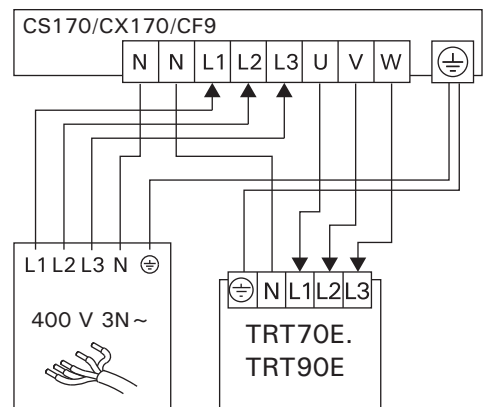 CS170/CX170/CF9
N N L1 L2 L3 U V W
L1 L2 L3 N
400 V 3N~
N L1 L2 L3
TRT70E.
TRT90E